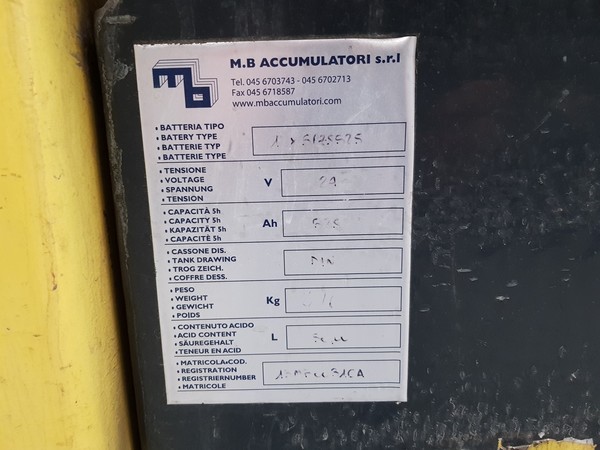 mb
M.B ACCUMULATORI s.r.l
Tel. 045 6703743 - 045 6702713
Fax 045 6718587
www.mbaccumulatori.com
• BATTERIA TIPO
• BATERY TYPE
• BATTERIE TYP
• BATTERIE TYPE
• TENSIONE
• VOLTAGE
• SPANNUNG
• TENSION
V
• CAPACITÀ 5h
• CAPACITY 5h
• KAPAZITÄT 5h
• CAPACITÉ 5h
Ah
• CASSONE DIS.
• TANK DRAWING
• TROG ZEICH.
• COFFRE DESS.
• PESO
• WEIGHT
• GEWICHT
• POIDS
Kg
• CONTENUTO ACIDO
• ACID CONTENT
• SÄUREGEHALT
• TENEUR EN ACID
L
• MATRICOLA•COD.
• REGISTRATION
• REGISTRIERNUMBER
• MATRICOLE